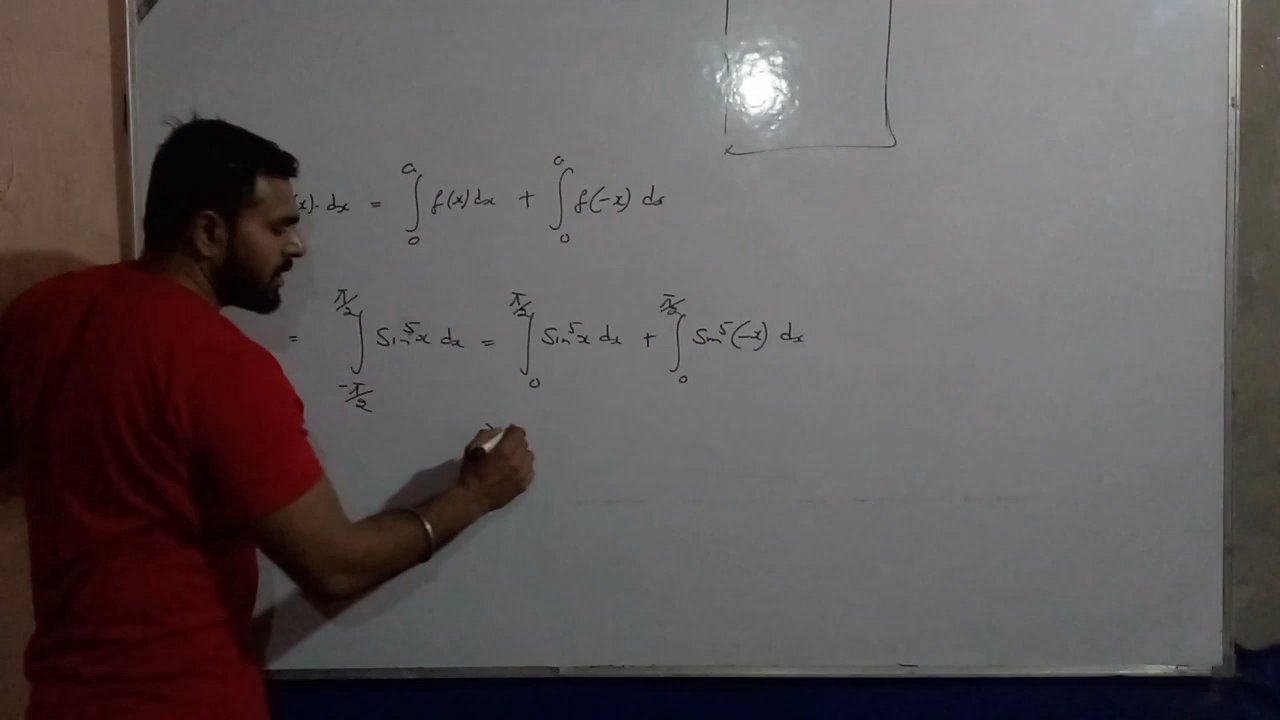 (x). dx = ∫₀ᵃ f(x) dx + ∫₀ᵃ f(-x) dx
= ∫_{-π/2}^{π/2} Sin⁵x dx = ∫₀^{π/2} Sin⁵x dx + ∫₀^{π/2} Sin⁵(-x) dx